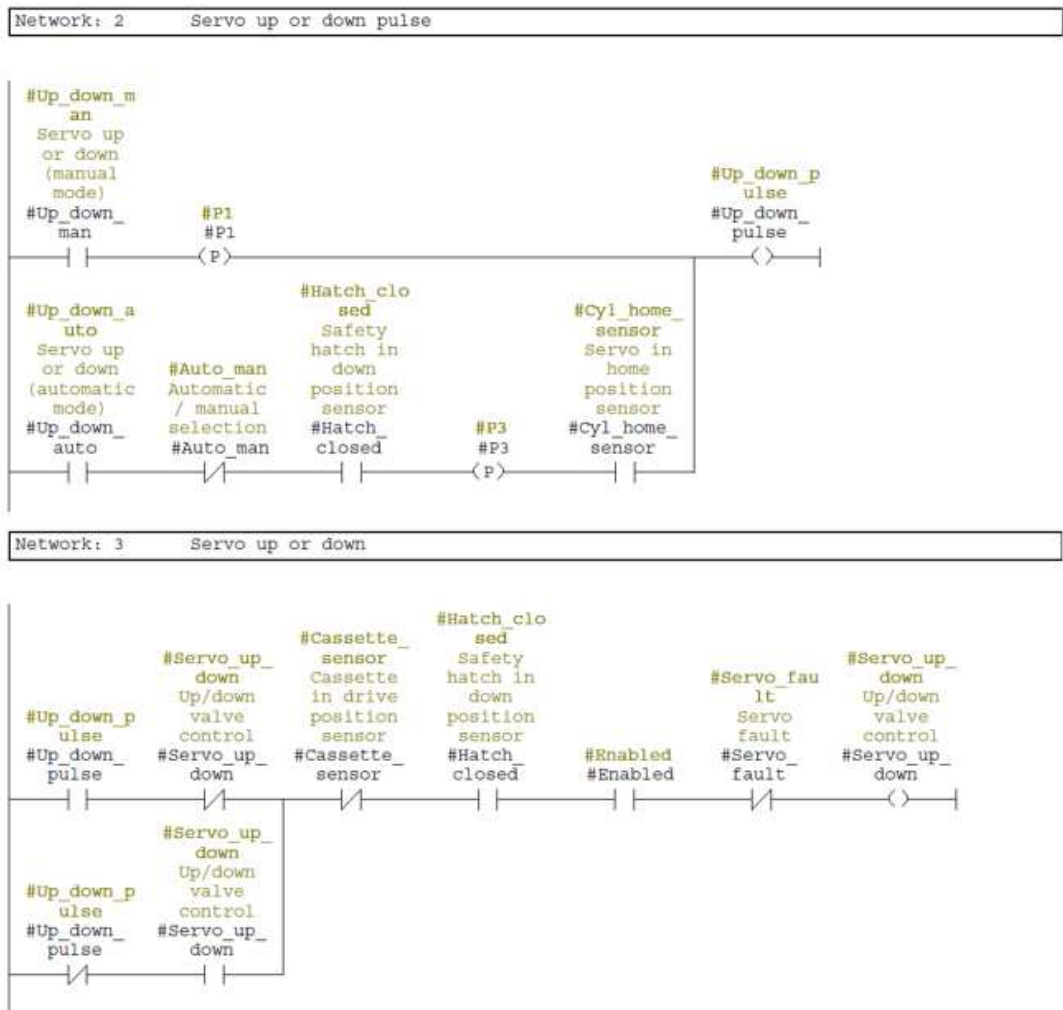 Network: 2 Servo up or down pulse
#Up_down_m
an
Servo up
or down
(manual
mode)
#Up_down_
man
#P1
#P1
(P)
#Up_down_p
ulse
#Up_down_
pulse
#Up_down_a
uto
Servo up
or down
(automatic
mode)
#Up_down_
auto
#Auto_man
Automatic
/ manual
selection
#Auto_man
#Hatch_clo
sed
Safety
hatch in
down
position
sensor
#Hatch_
closed
#P3
#P3
(P)
#Cyl_home_
sensor
Servo in
home
position
sensor
#Cyl_home_
sensor
Network: 3 Servo up or down
#Up_down_p
ulse
#Up_down_
pulse
#Servo_up_
down
Up/down
valve
control
#Servo_up_
down
#Cassette_
sensor
Cassette
in drive
position
sensor
#Cassette_
sensor
#Hatch_clo
sed
Safety
hatch in
down
position
sensor
#Hatch_
closed
#Enabled
#Enabled
#Servo_fau
lt
Servo
fault
#Servo_
fault
#Servo_up_
down
Up/down
valve
control
#Servo_up_
down
#Up_down_p
ulse
#Up_down_
pulse
#Servo_up_
down
Up/down
valve
control
#Servo_up_
down